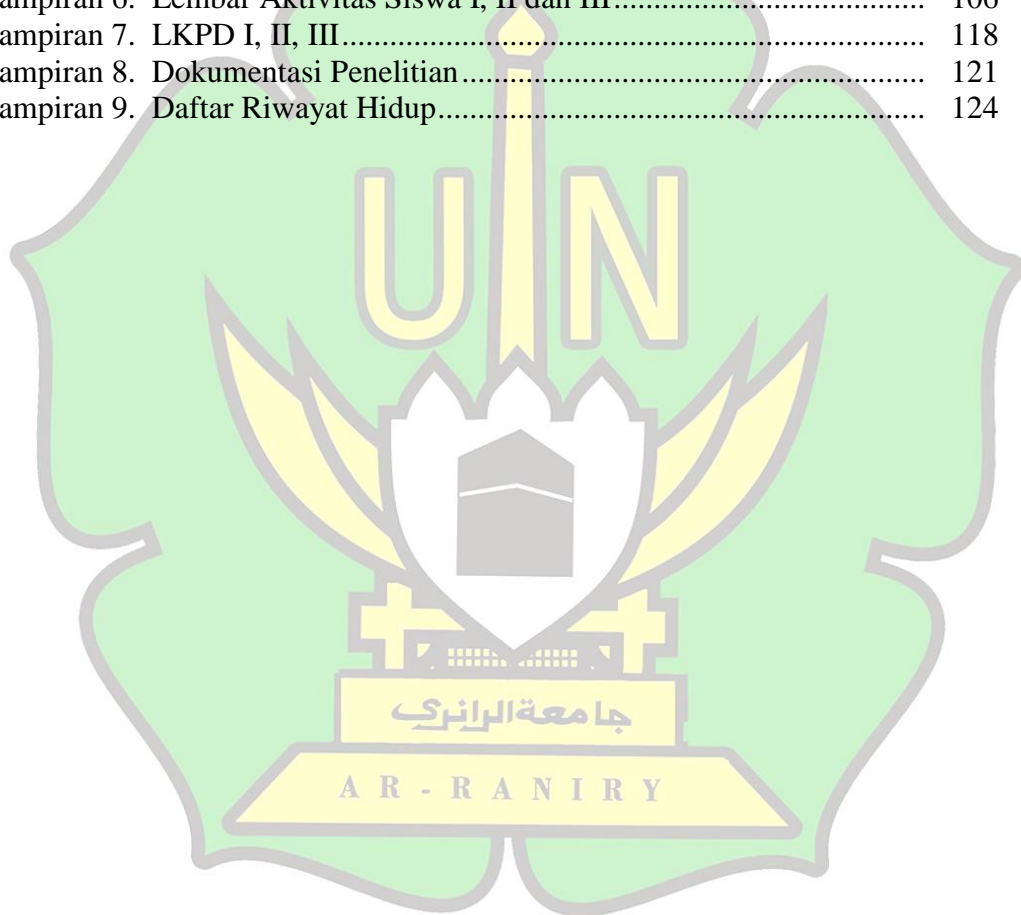 ampiran 6. Lembar Aktivitas Siswa I, II dan III.................................... 106
ampiran 7. LKPD I, II, III........................................................................ 118
ampiran 8. Dokumentasi Penelitian......................................................... 121
ampiran 9. Daftar Riwayat Hidup............................................................ 124
UIN
جامعة الرانري
AR-RANIRY